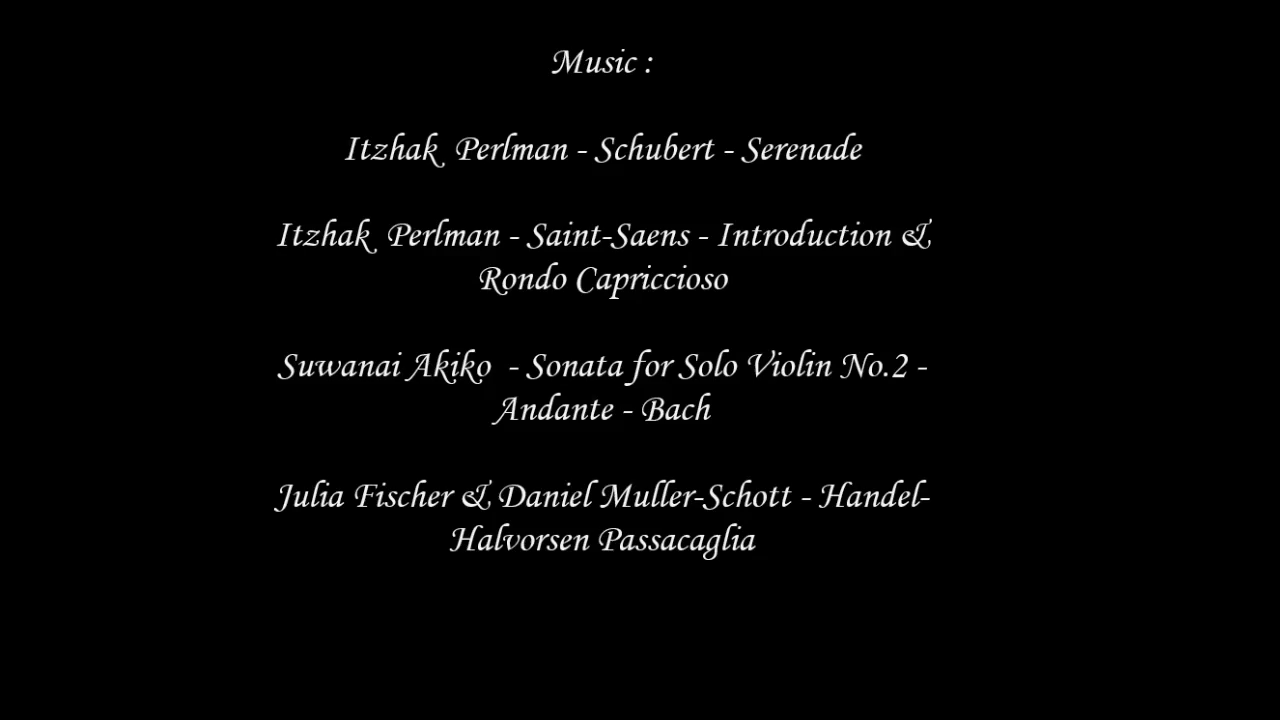 Music :
Itzhak  Perlman - Schubert - Serenade
Itzhak  Perlman - Saint-Saens - Introduction &
Rondo Capriccioso
Suwanai Akiko  - Sonata for Solo Violin No.2 -
Andante - Bach
Julia Fischer & Daniel Muller-Schott - Handel-
Halvorsen Passacaglia